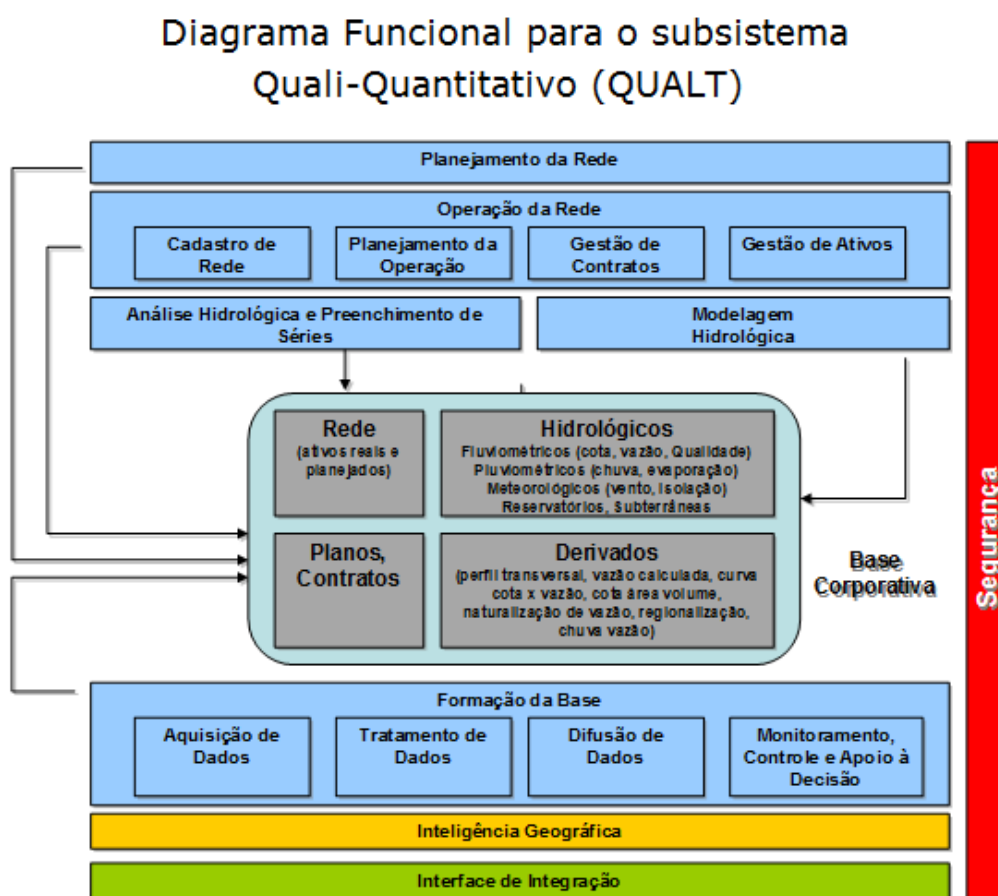 Diagrama Funcional para o subsistema
Quali-Quantitativo (QUALT)
Planejamento da Rede
Operação da Rede
Cadastro de
Rede
Planejamento da
Operação
Gestão de
Contratos
Gestão de Ativos
Análise Hidrológica e Preenchimento de
Séries
Modelagem
Hidrológica
Rede
(ativos reais e
planejados)
Hidrológicos
Fluviométricos (cota, vazão, Qualidade)
Pluviométricos (chuva, evaporação)
Meteorológicos (vento, Isolação)
Reservatórios, Subterrâneas
Planos,
Contratos
Derivados
(perfil transversal, vazão calculada, curva
cota x vazão, cota área volume,
naturalização de vazão, regionalização,
chuva vazão)
Base
Corporativa
Segurança
Formação da Base
Aquisição de
Dados
Tratamento de
Dados
Difusão de
Dados
Monitoramento,
Controle e Apoio à
Decisão
Inteligência Geográfica
Interface de Integração